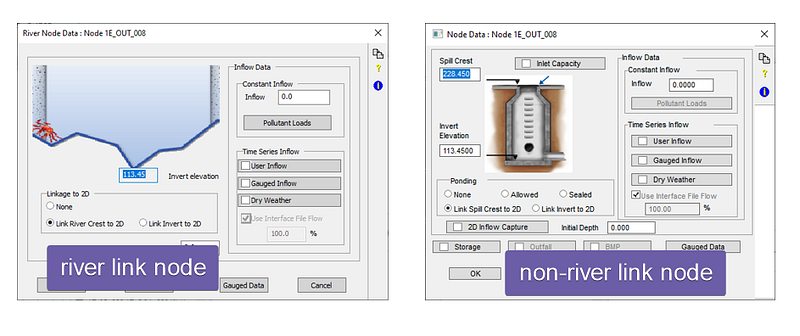 River Node Data : Node 1E_OUT_008
Inflow Data
Constant Inflow
Inflow 0.0
Pollutant Loads
113.45 Invert elevation
Time Series Inflow
User Inflow
Gauged Inflow
Dry Weather
Use Interface File Flow
100.0 %
Linkage to 2D
None
Link River Crest to 2D Link Invert to 2D
Gauged Data Cancel
river link node
Node Data : Node 1E_OUT_008
Spill Crest
228.450
Inlet Capacity
Invert
Elevation
113.4500
Inflow Data
Constant Inflow
Inflow 0.0000
Pollutant Loads
Time Series Inflow
User Inflow
Gauged Inflow
Dry Weather
Use Interface File Flow
100.00 %
Ponding
None Allowed Sealed
Link Spill Crest to 2D Link Invert to 2D
2D Inflow Capture Initial Depth 0.000
Storage Outfall BMP Gauged Data
OK
non-river link node